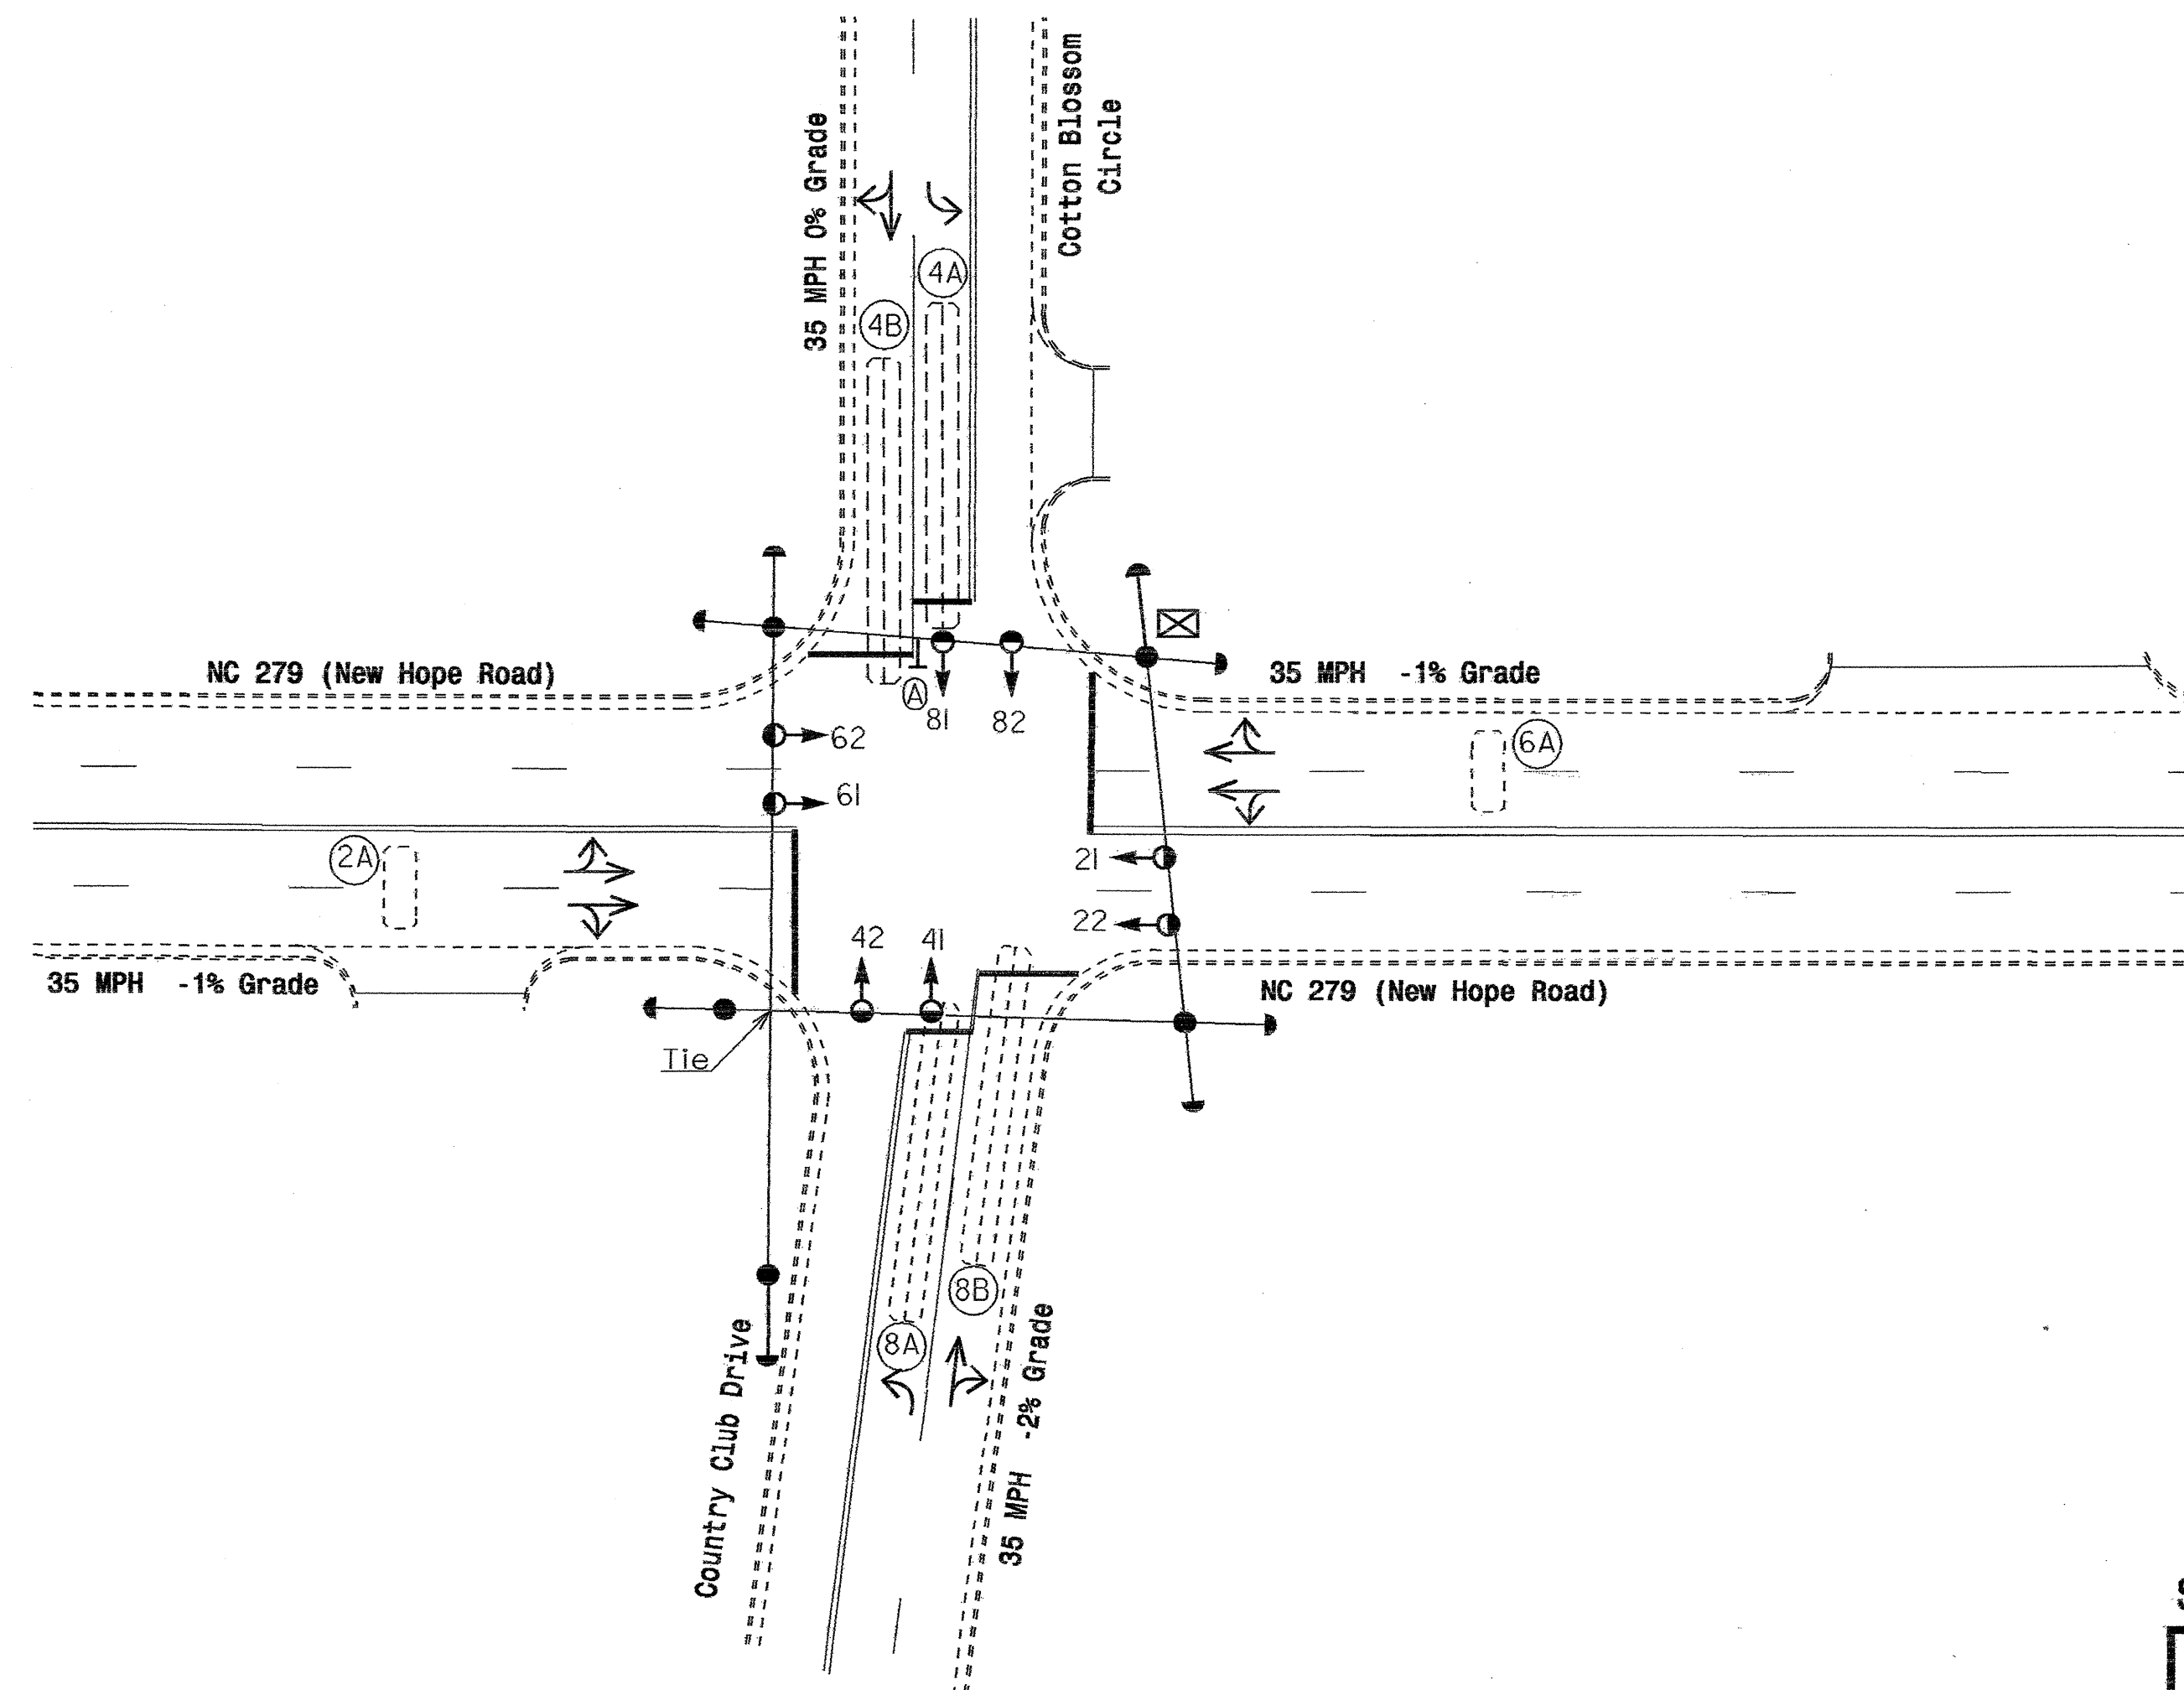 Cotton Blossom
Circle
35 MPH 0% Grade
4A
4B
NC 279 (New Hope Road)
A
81
82
35 MPH -1% Grade
62
61
6A
2A
21
22
42
41
35 MPH -1% Grade
NC 279 (New Hope Road)
Tie
8B
8A
Country Club Drive
35 MPH -2% Grade